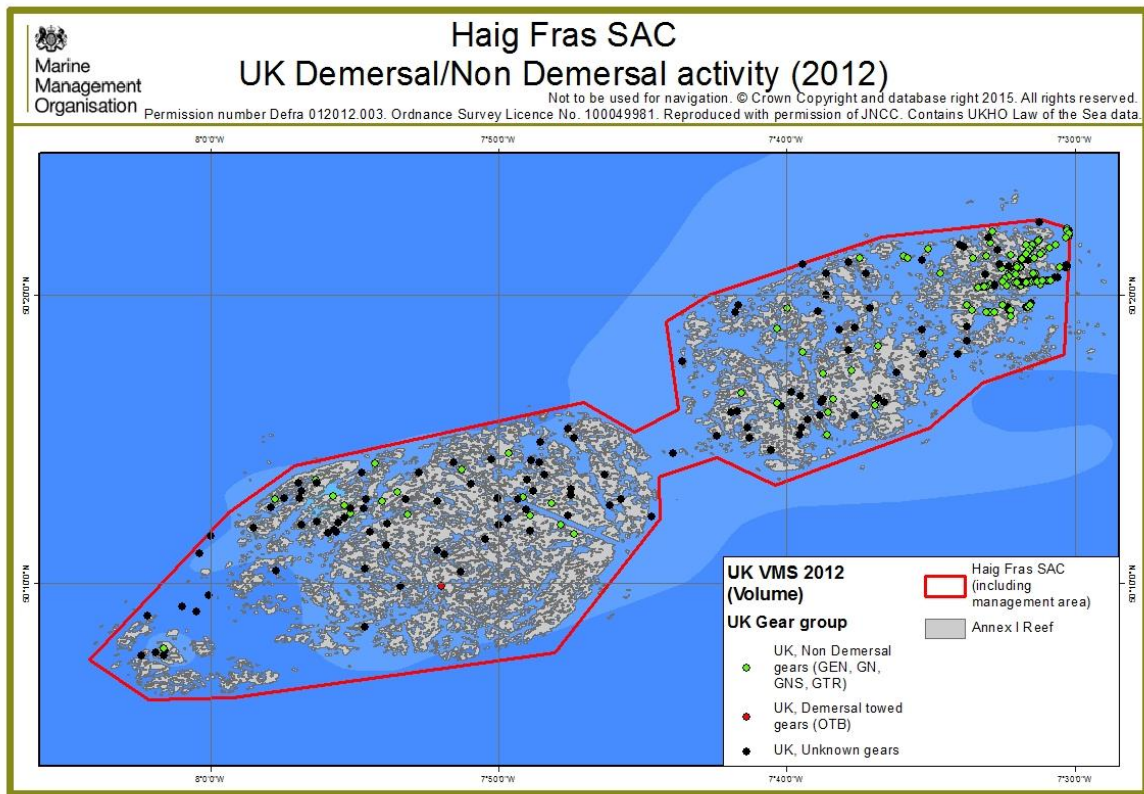 Marine
Management
Organisation
Haig Fras SAC
UK Demersal/Non Demersal activity (2012)
Not to be used for navigation. © Crown Copyright and database right 2015. All rights reserved.
Permission number Defra 012012.003. Ordnance Survey Licence No. 100049981. Reproduced with permission of JNCC. Contains UKHO Law of the Sea data.
8°0'0"W 7°50'0"W 7°40'0"W 7°30'0"W
50°20'0"N 50°20'0"N
50°10'0"N 50°10'0"N
UK VMS 2012
(Volume)
UK Gear group
UK, Non Demersal
gears (GEN, GN,
GNS, GTR)
UK, Demersal towed
gears (OTB)
UK, Unknown gears
Haig Fras SAC
(including
management area)
Annex I Reef
8°0'0"W 7°50'0"W 7°40'0"W 7°30'0"W